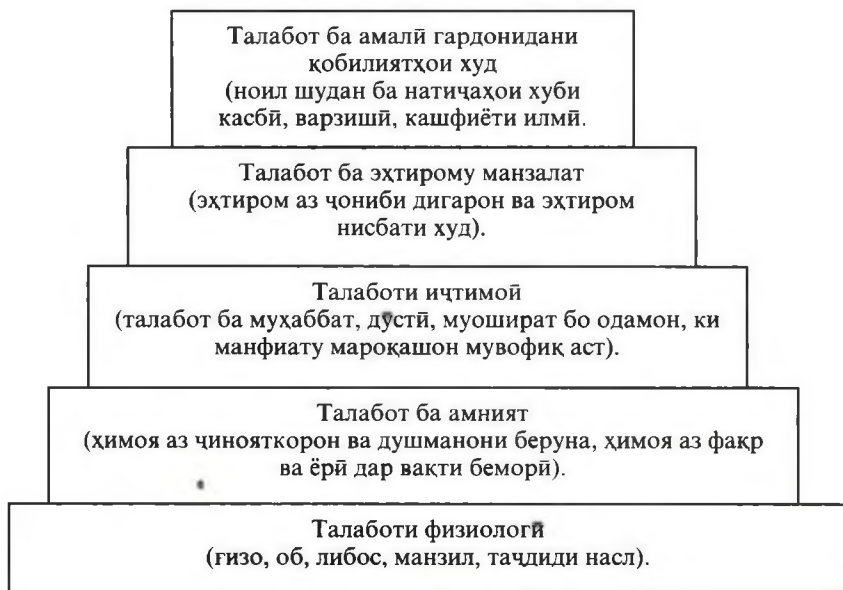 Талабот ба амалӣ гардонидани
қобилиятҳои худ
(ноил шудан ба натиҷаҳои хуби
касбӣ, варзишӣ, кашфиёти илмӣ.
Талабот ба эҳтирому манзалат
(эҳтиром аз ҷониби дигарон ва эҳтиром
нисбати худ).
Талаботи иҷтимоӣ
(талабот ба муҳаббат, дӯстӣ, муошират бо одамон, ки
манфиату мароқашон мувофиқ аст).
Талабот ба амният
(ҳимоя аз ҷинояткорон ва душманони беруна, ҳимоя аз фақр
ва ёрӣ дар вақти беморӣ).
Талаботи физиологӣ
(ғизо, об, либос, манзил, таҷдиди насл).